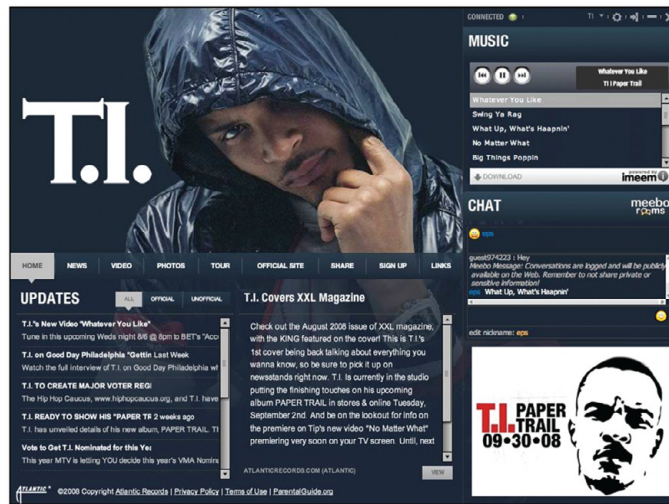 T.I.
HOME NEWS VIDEO PHOTOS TOUR OFFICIAL SITE SHARE SIGN UP LINKS
UPDATES ALL OFFICIAL UNOFFICIAL
T.I.'s New Video 'Whatever You Like'
Tune in this upcoming Weds night 8/6 @ 8pm to BET's "Acc
T.I. on Good Day Philadelphia "Gettin Last Week
Watch the full interview of T.I. on Good Day Philadelphia wh
T.I. TO CREATE MAJOR VOTER REGI
The Hip Hop Caucus, www.hiphopcaucus.org, and T.I. have
T.I. READY TO SHOW HIS "PAPER TR 2 weeks ago
T.I. has unveiled details of his new album, PAPER TRAIL. T
Vote to Get T.I. Nominated for this Yea
This year MTV is letting YOU decide this year's VMA Nomin
T.I. Covers XXL Magazine
Check out the August 2008 issue of XXL magazine,
with the KING featured on the cover! This is T.I.'s
1st cover being back talking about everything you
wanna know, so be sure to pick it up on
newsstands right now. T.I. is currently in the studio
putting the finishing touches on his upcoming
album PAPER TRAIL in stores & online Tuesday,
September 2nd. And be on the lookout for info on
the premiere on Tip's new video "No Matter What"
premiering very soon on your TV screen. Until, next
ATLANTICRECORDS.COM (ATLANTIC) VIEW
ATLANTIC ©2008 Copyright Atlantic Records | Privacy Policy | Terms of Use | ParentalGuide.org
CONNECTED TI
MUSIC
Whatever You Like
TI I Paper Trail
Whatever You Like
Swing Ya Rag
What Up, What's Haapnin'
No Matter What
Big Things Poppin
DOWNLOAD powered by imeem
CHAT meebo rooms
eps
guest974223 : Hey
Meebo Message: Conversations are logged and will be publicly
available on the Web. Remember to not share private or
sensitive information!
eps What Up, What's Haapnin'
edit nickname: eps
T.I. PAPER
TRAIL
09•30•08